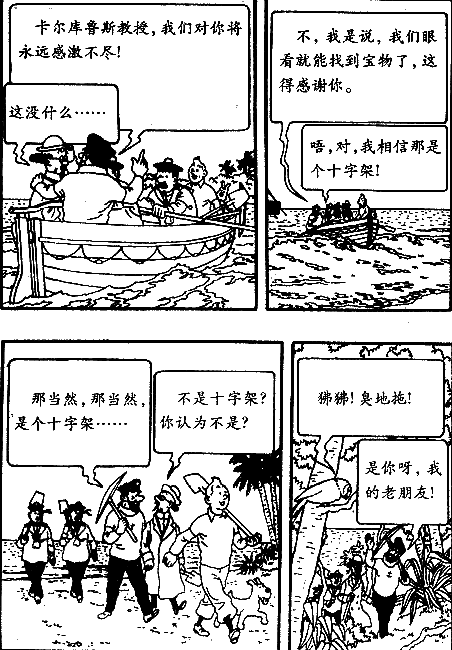 卡尔库鲁斯教授，我们对你将
永远感激不尽！
这没什么……
不，我是说，我们眼
看就能找到宝物了，这
得感谢你。
唔，对，我相信那是
个十字架！
那当然，那当然，
是个十字架……
不是十字架？
你认为不是？
狒狒！臭地拖！
是你呀，我
的老朋友！